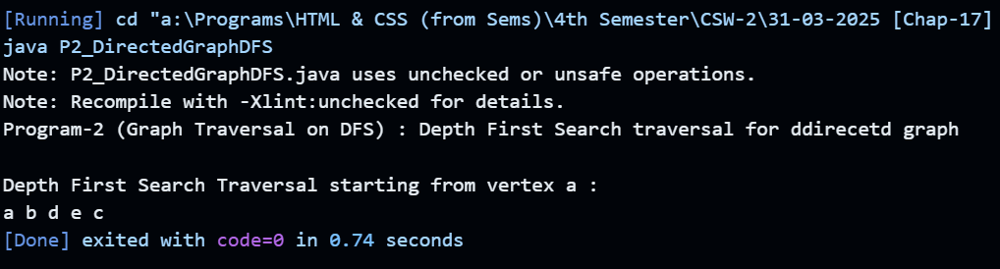 [Running] cd "a:\Programs\HTML & CSS (from Sems)\4th Semester\CSW-2\31-03-2025 [Chap-17]
java P2_DirectedGraphDFS
Note: P2_DirectedGraphDFS.java uses unchecked or unsafe operations.
Note: Recompile with -Xlint:unchecked for details.
Program-2 (Graph Traversal on DFS) : Depth First Search traversal for ddirecetd graph
Depth First Search Traversal starting from vertex a :
a b d e c
[Done] exited with code=0 in 0.74 seconds